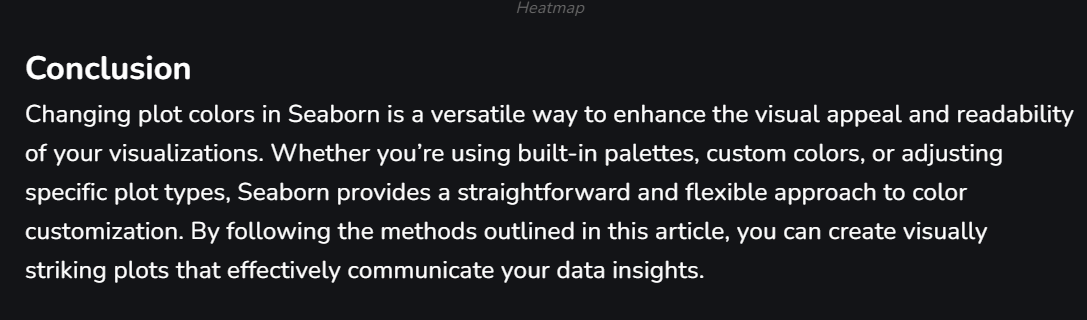 Heatmap
Conclusion
Changing plot colors in Seaborn is a versatile way to enhance the visual appeal and readability
of your visualizations. Whether you’re using built-in palettes, custom colors, or adjusting
specific plot types, Seaborn provides a straightforward and flexible approach to color
customization. By following the methods outlined in this article, you can create visually
striking plots that effectively communicate your data insights.